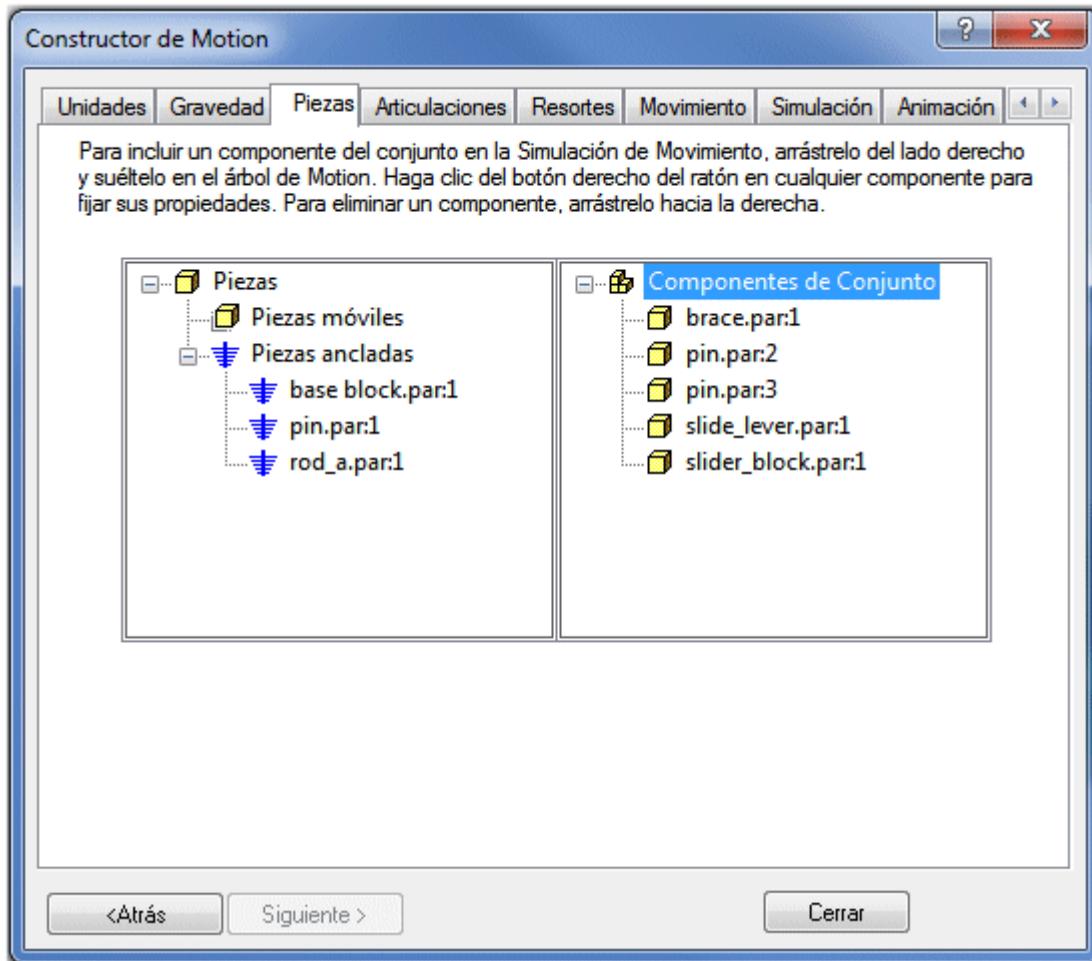 Constructor de Motion
Unidades Gravedad Piezas Articulaciones Resortes Movimiento Simulación Animación
Para incluir un componente del conjunto en la Simulación de Movimiento, arrástrelo del lado derecho
y suéltelo en el árbol de Motion. Haga clic del botón derecho del ratón en cualquier componente para
fijar sus propiedades. Para eliminar un componente, arrástrelo hacia la derecha.
Piezas
Piezas móviles
Piezas ancladas
base block.par:1
pin.par:1
rod_a.par:1
Componentes de Conjunto
brace.par:1
pin.par:2
pin.par:3
slide_lever.par:1
slider_block.par:1
<Atrás Siguiente > Cerrar